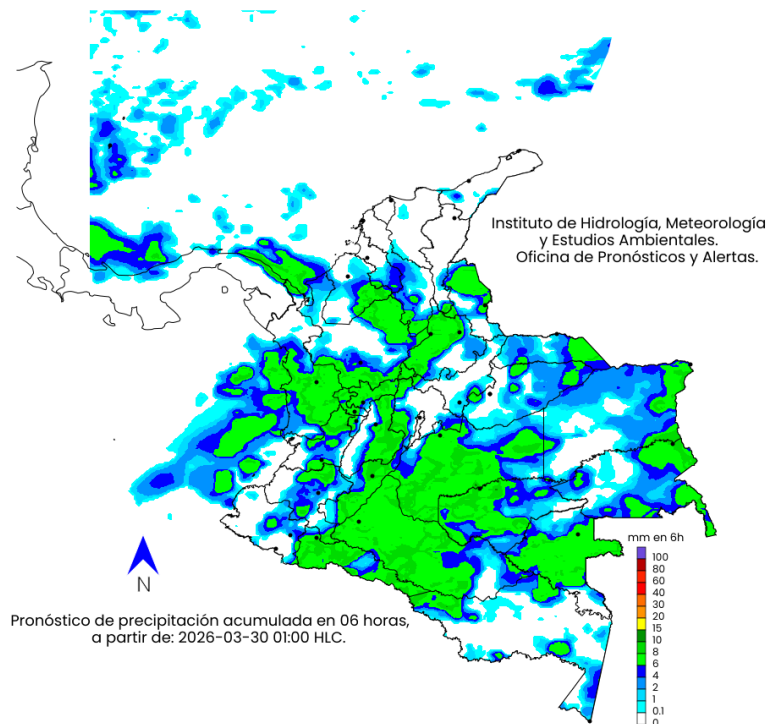 Instituto de Hidrología, Meteorología
y Estudios Ambientales.
Oficina de Pronósticos y Alertas.
N
Pronóstico de precipitación acumulada en 06 horas,
a partir de: 2026-03-30 01:00 HLC.
mm en 6h
100
80
60
40
30
20
15
10
8
6
4
2
1
0.1
0